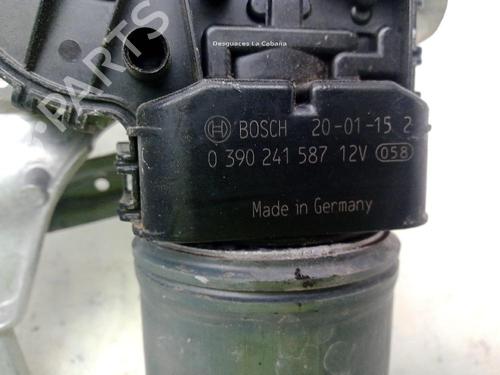 Desguaces La Cabaña
PARTS
BOSCH 20-01-15 2
0 390 241 587 12V 058
Made in Germany